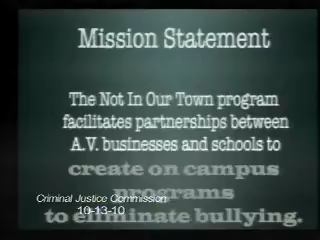 Mission Statement
The Not In Our Town program
facilitates partnerships between
A.V. businesses and schools to
create on campus
programs
to eliminate bullying.
Criminal Justice Commission
10-13-10